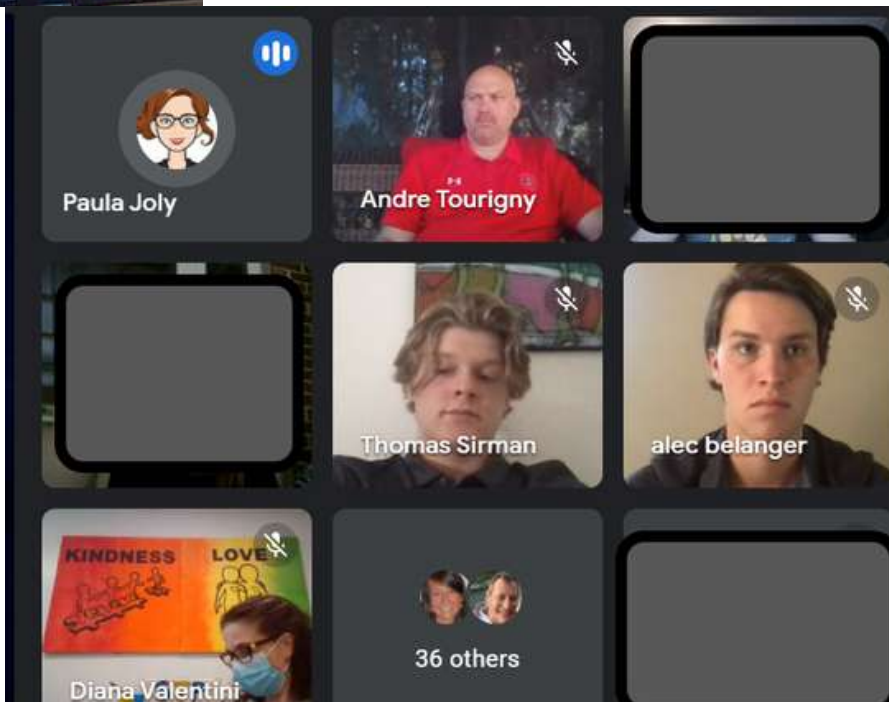 Paula Joly
Andre Tourigny
Thomas Sirman
alec belanger
KINDNESS LOVE
Diana Valentini
36 others